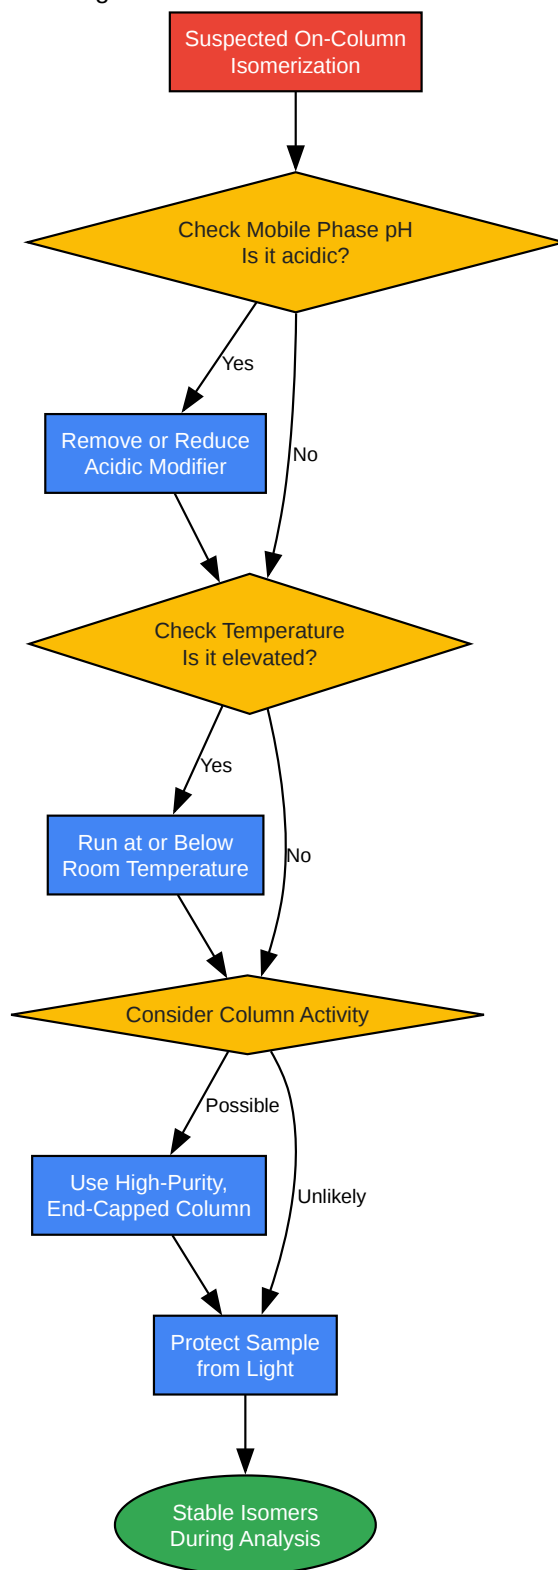 Suspected On-Column
Isomerization
Check Mobile Phase pH
Is it acidic?
Yes
Remove or Reduce
Acidic Modifier
No
Check Temperature
Is it elevated?
Yes
Run at or Below
Room Temperature
No
Consider Column Activity
Possible
Use High-Purity,
End-Capped Column
Unlikely
Protect Sample
from Light
Stable Isomers
During Analysis